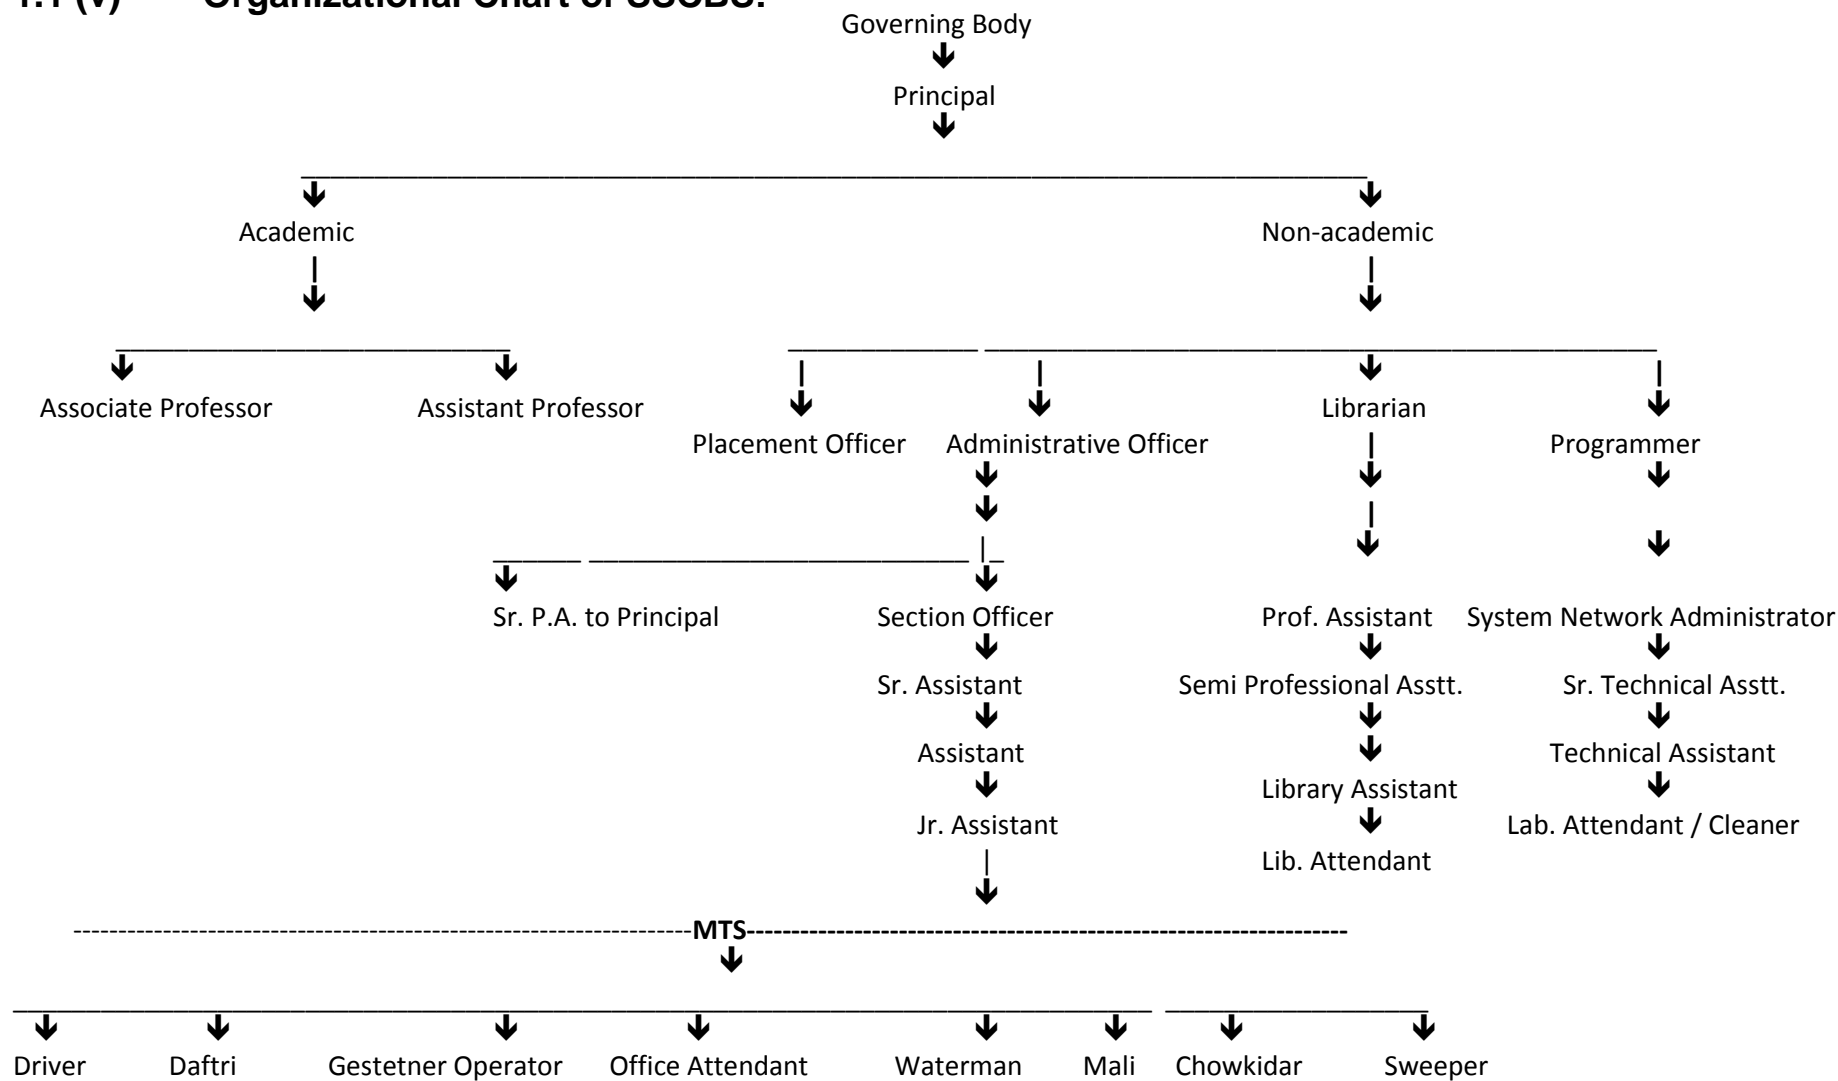 1.1 (v) Organizational Chart of SSCBS:
Governing Body
Principal
Academic Non-academic
Associate Professor Assistant Professor Librarian
Placement Officer Administrative Officer Programmer
Sr. P.A. to Principal Section Officer Prof. Assistant System Network Administrator
Sr. Assistant Semi Professional Asstt. Sr. Technical Asstt.
Assistant Technical Assistant
Library Assistant
Jr. Assistant Lab. Attendant / Cleaner
Lib. Attendant
MTS
Driver Daftri Gestetner Operator Office Attendant Waterman Mali Chowkidar Sweeper